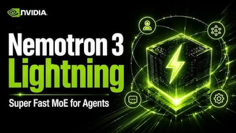 NVIDIA
Nemotron 3
Lightning
Super Fast MoE for Agents